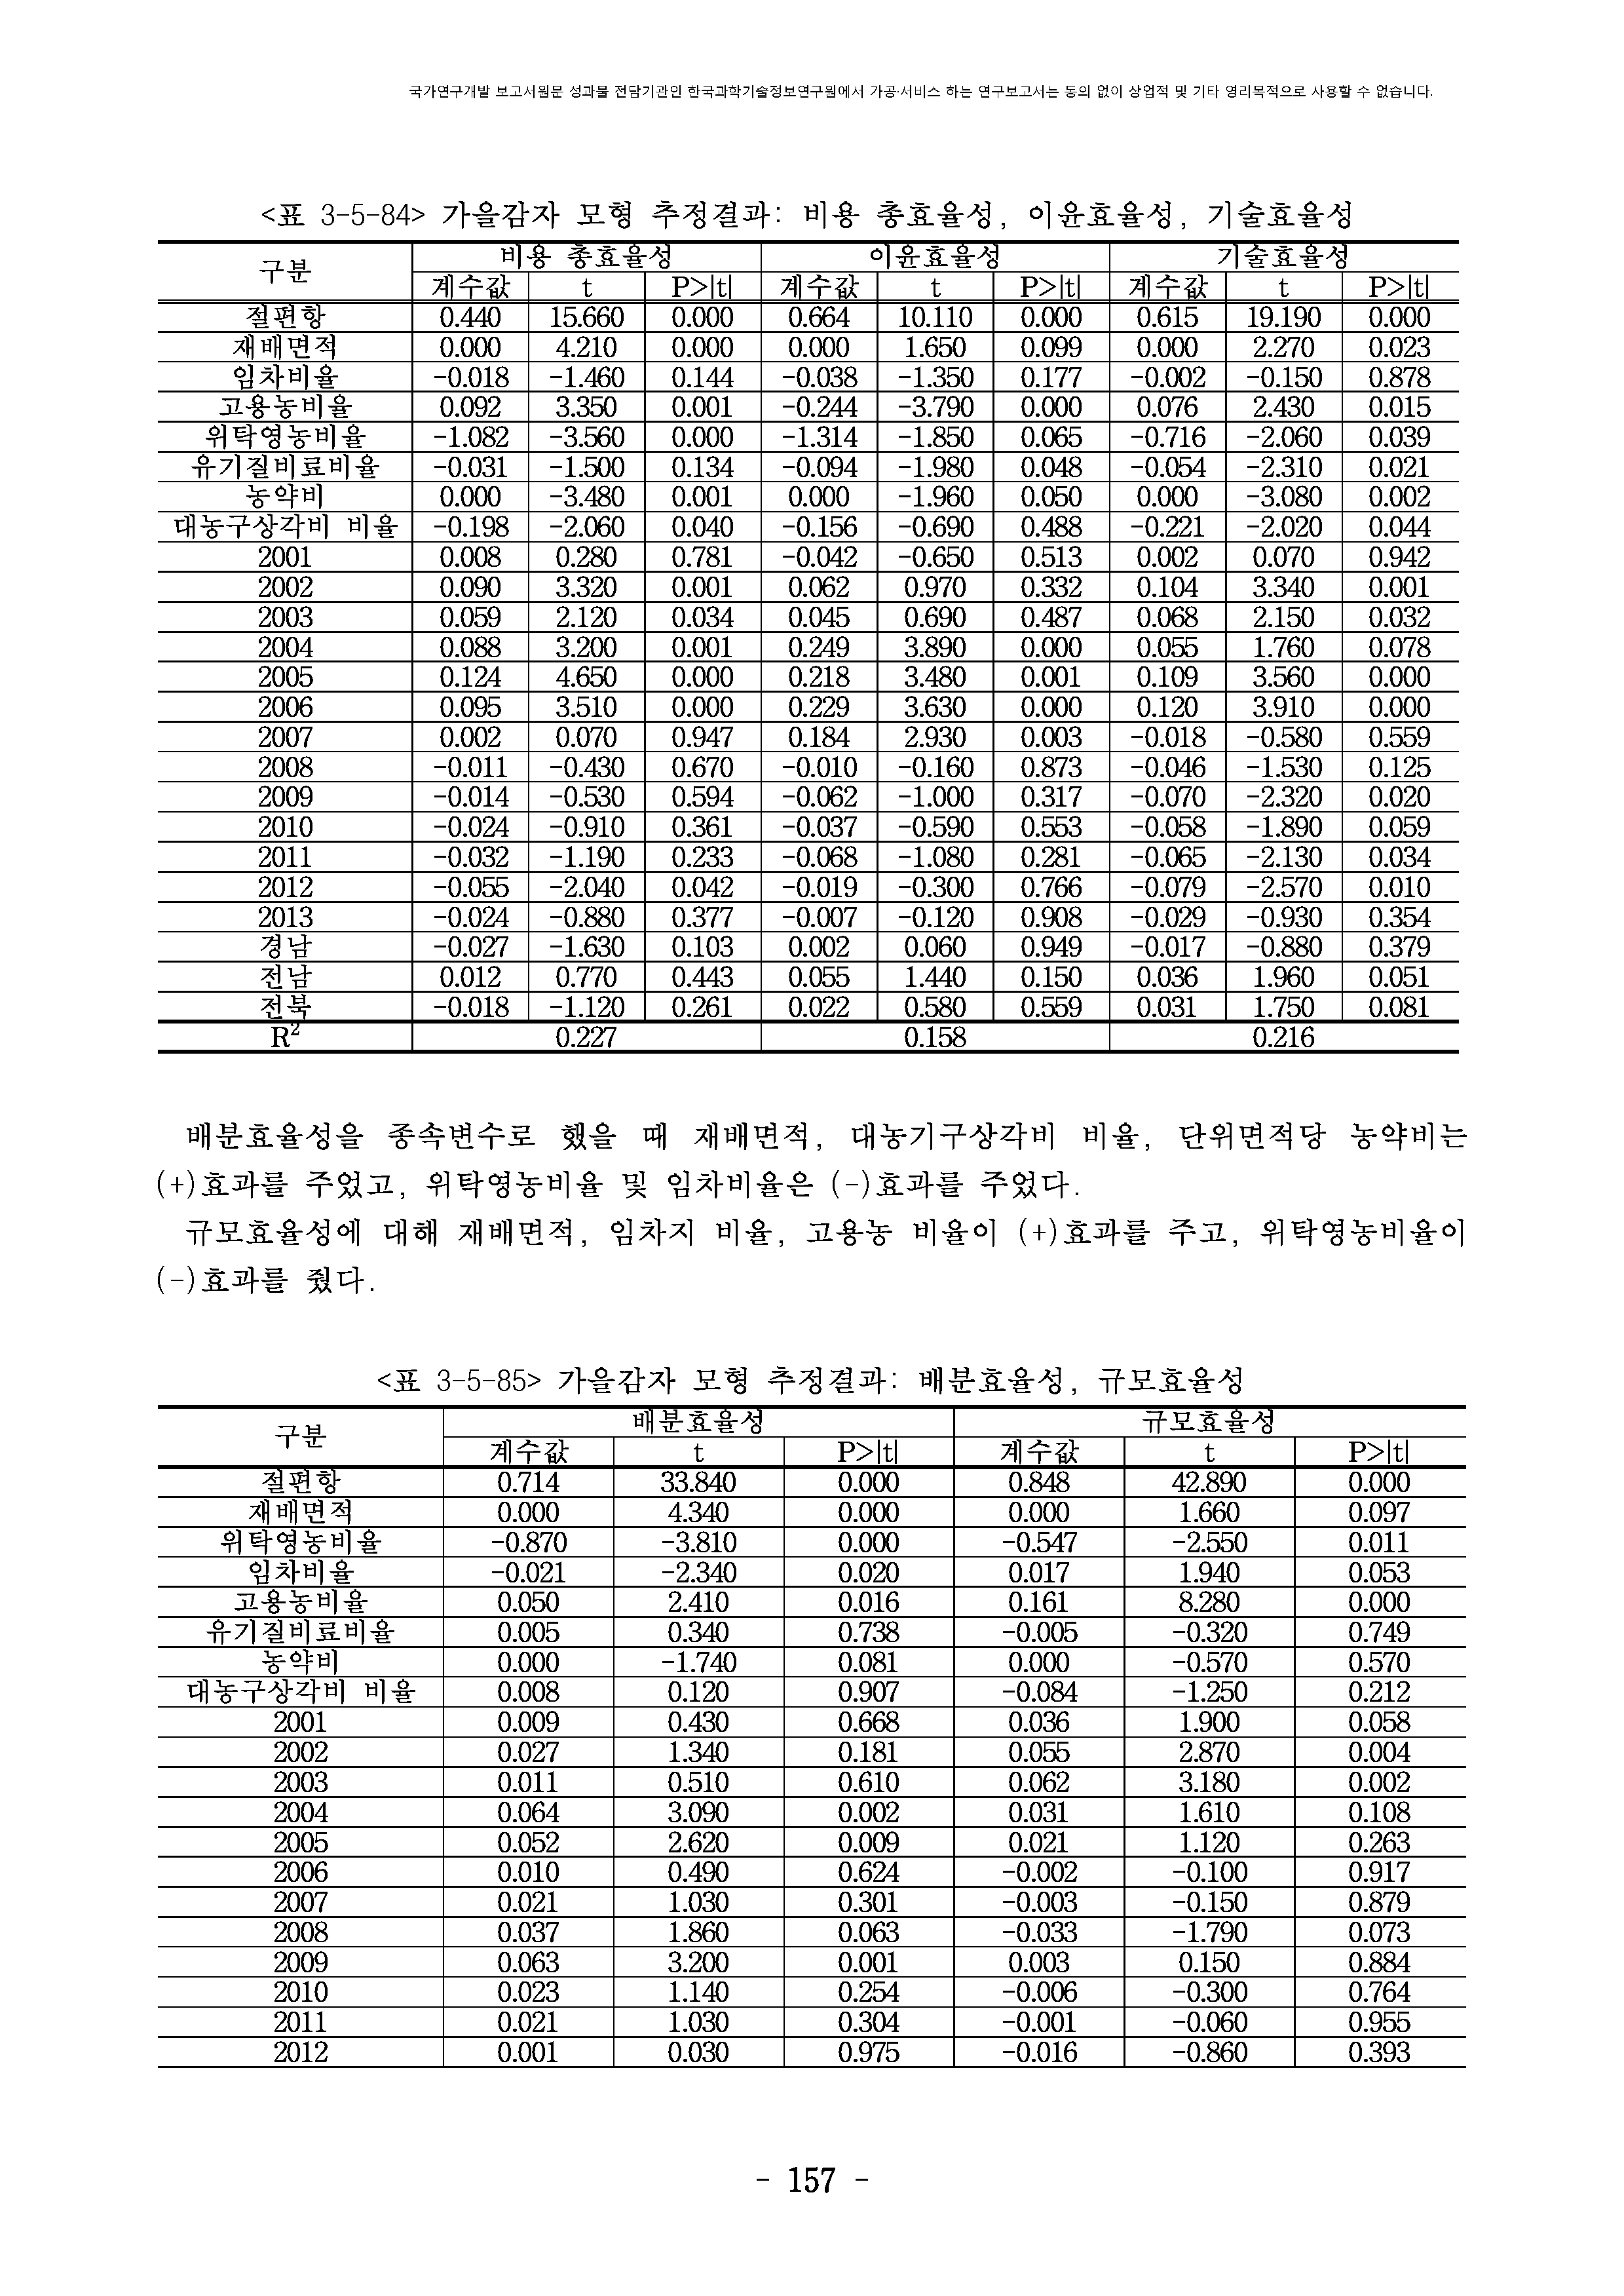 국가연구개발 보고서원문 성과물 전담기관인 한국과학기술정보연구원에서 가공·서비스 하는 연구보고서는 동의 없이 상업적 및 기타 영리목적으로 사용할 수 없습니다.
<표 3-5-84> 가을감자 모형 추정결과: 비용 총효율성, 이윤효율성, 기술효율성
구분 비용 총효율성 이윤효율성 기술효율성
계수값 t P>|t| 계수값 t P>|t| 계수값 t P>|t|
절편항 0.440 15.660 0.000 0.664 10.110 0.000 0.615 19.190 0.000
재배면적 0.000 4.210 0.000 0.000 1.650 0.099 0.000 2.270 0.023
임차비율 -0.018 -1.460 0.144 -0.038 -1.350 0.177 -0.002 -0.150 0.878
고용농비율 0.092 3.350 0.001 -0.244 -3.790 0.000 0.076 2.430 0.015
위탁영농비율 -1.082 -3.560 0.000 -1.314 -1.850 0.065 -0.716 -2.060 0.039
유기질비료비율 -0.031 -1.500 0.134 -0.094 -1.980 0.048 -0.054 -2.310 0.021
농약비 0.000 -3.480 0.001 0.000 -1.960 0.050 0.000 -3.080 0.002
대농구상각비 비율 -0.198 -2.060 0.040 -0.156 -0.690 0.488 -0.221 -2.020 0.044
2001 0.008 0.280 0.781 -0.042 -0.650 0.513 0.002 0.070 0.942
2002 0.090 3.320 0.001 0.062 0.970 0.332 0.104 3.340 0.001
2003 0.059 2.120 0.034 0.045 0.690 0.487 0.068 2.150 0.032
2004 0.088 3.200 0.001 0.249 3.890 0.000 0.055 1.760 0.078
2005 0.124 4.650 0.000 0.218 3.480 0.001 0.109 3.560 0.000
2006 0.095 3.510 0.000 0.229 3.630 0.000 0.120 3.910 0.000
2007 0.002 0.070 0.947 0.184 2.930 0.003 -0.018 -0.580 0.559
2008 -0.011 -0.430 0.670 -0.010 -0.160 0.873 -0.046 -1.530 0.125
2009 -0.014 -0.530 0.594 -0.062 -1.000 0.317 -0.070 -2.320 0.020
2010 -0.024 -0.910 0.361 -0.037 -0.590 0.553 -0.058 -1.890 0.059
2011 -0.032 -1.190 0.233 -0.068 -1.080 0.281 -0.065 -2.130 0.034
2012 -0.055 -2.040 0.042 -0.019 -0.300 0.766 -0.079 -2.570 0.010
2013 -0.024 -0.880 0.377 -0.007 -0.120 0.908 -0.029 -0.930 0.354
경남 -0.027 -1.630 0.103 0.002 0.060 0.949 -0.017 -0.880 0.379
전남 0.012 0.770 0.443 0.055 1.440 0.150 0.036 1.960 0.051
전북 -0.018 -1.120 0.261 0.022 0.580 0.559 0.031 1.750 0.081
R² 0.227 0.158 0.216
배분효율성을 종속변수로 했을 때 재배면적, 대농기구상각비 비율, 단위면적당 농약비는
(+)효과를 주었고, 위탁영농비율 및 임차비율은 (-)효과를 주었다.
규모효율성에 대해 재배면적, 임차지 비율, 고용농 비율이 (+)효과를 주고, 위탁영농비율이
(-)효과를 줬다.
<표 3-5-85> 가을감자 모형 추정결과: 배분효율성, 규모효율성
구분 배분효율성 규모효율성
계수값 t P>|t| 계수값 t P>|t|
절편항 0.714 33.840 0.000 0.848 42.890 0.000
재배면적 0.000 4.340 0.000 0.000 1.660 0.097
위탁영농비율 -0.870 -3.810 0.000 -0.547 -2.550 0.011
임차비율 -0.021 -2.340 0.020 0.017 1.940 0.053
고용농비율 0.050 2.410 0.016 0.161 8.280 0.000
유기질비료비율 0.005 0.340 0.738 -0.005 -0.320 0.749
농약비 0.000 -1.740 0.081 0.000 -0.570 0.570
대농구상각비 비율 0.008 0.120 0.907 -0.084 -1.250 0.212
2001 0.009 0.430 0.668 0.036 1.900 0.058
2002 0.027 1.340 0.181 0.055 2.870 0.004
2003 0.011 0.510 0.610 0.062 3.180 0.002
2004 0.064 3.090 0.002 0.031 1.610 0.108
2005 0.052 2.620 0.009 0.021 1.120 0.263
2006 0.010 0.490 0.624 -0.002 -0.100 0.917
2007 0.021 1.030 0.301 -0.003 -0.150 0.879
2008 0.037 1.860 0.063 -0.033 -1.790 0.073
2009 0.063 3.200 0.001 0.003 0.150 0.884
2010 0.023 1.140 0.254 -0.006 -0.300 0.764
2011 0.021 1.030 0.304 -0.001 -0.060 0.955
2012 0.001 0.030 0.975 -0.016 -0.860 0.393
- 157 -